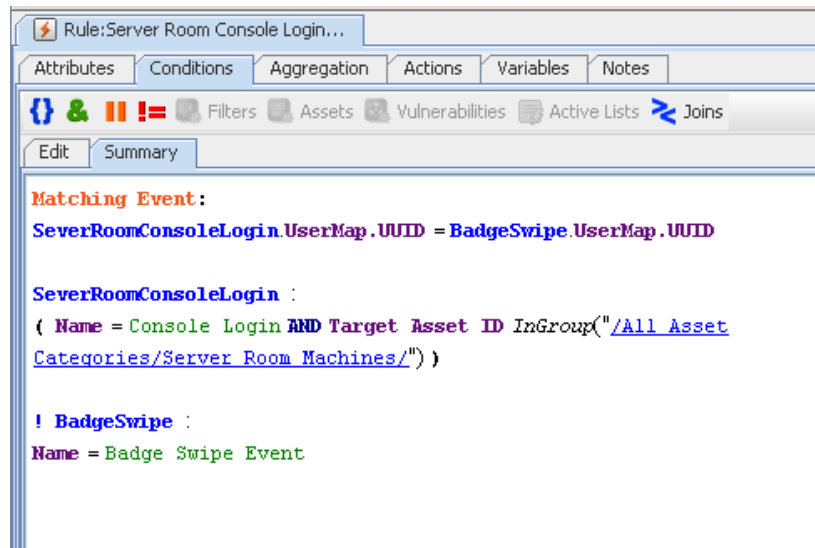 Rule:Server Room Console Login...
Attributes Conditions Aggregation Actions Variables Notes
{} & != Filters Assets Vulnerabilities Active Lists Joins
Edit Summary
Matching Event:
SeverRoomConsoleLogin.UserMap.UUID = BadgeSwipe.UserMap.UUID
SeverRoomConsoleLogin :
( Name = Console Login AND Target Asset ID InGroup("/All Asset
Categories/Server Room Machines/") )
! BadgeSwipe :
Name = Badge Swipe Event